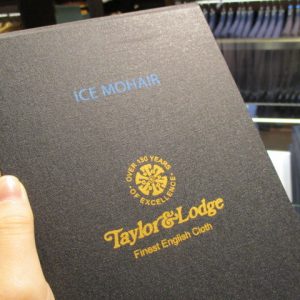 ICE MOHAIR
OVER 130 YEARS
OF EXCELLENCE
Taylor & Lodge
Finest English Cloth